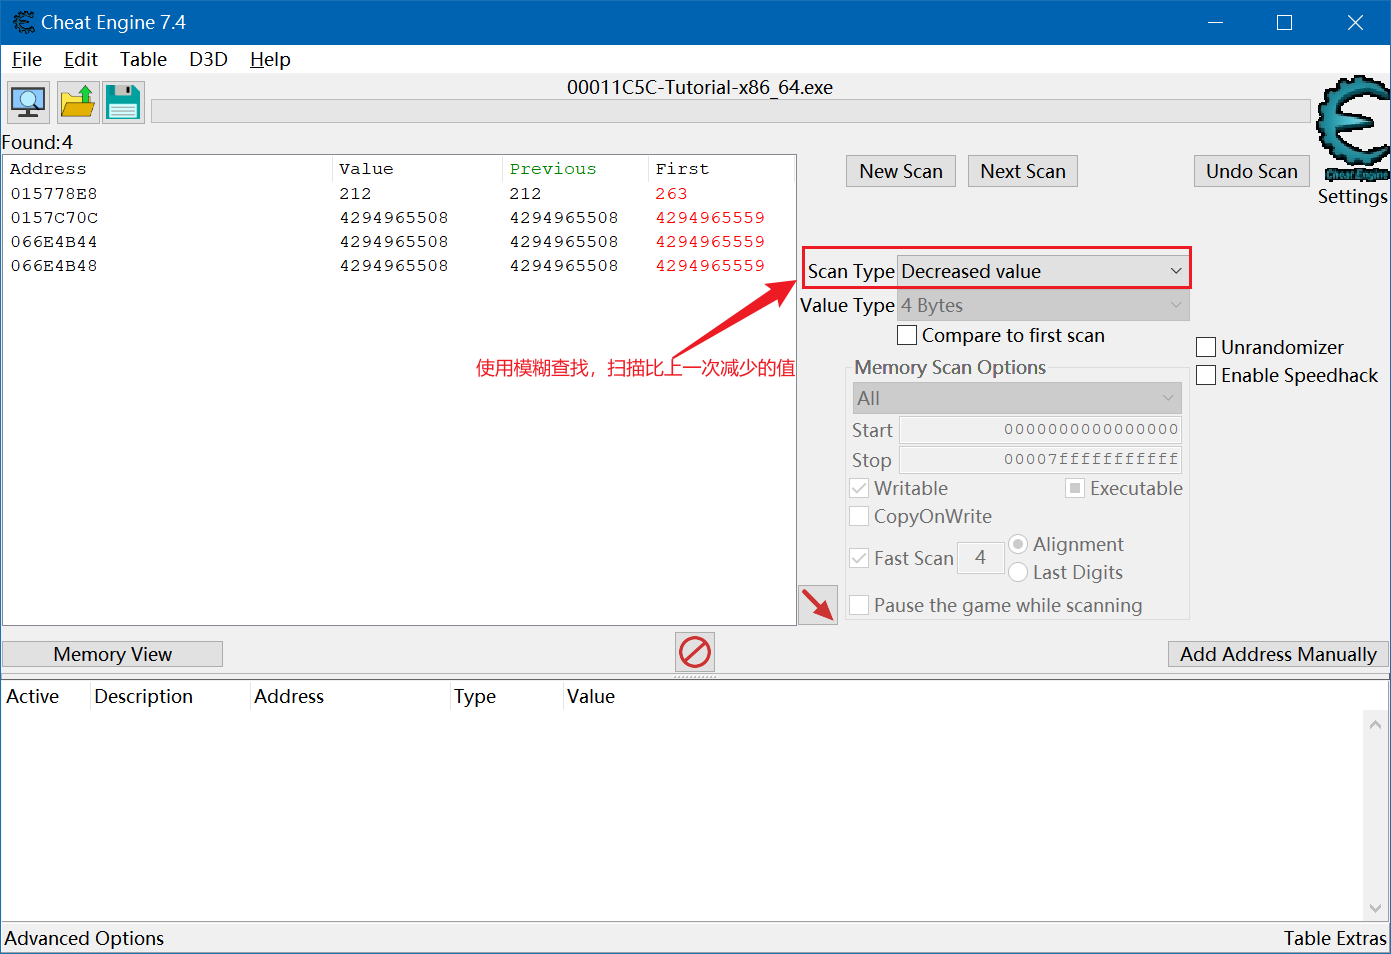 Cheat Engine 7.4
File Edit Table D3D Help
00011C5C-Tutorial-x86_64.exe
Found:4
Address Value Previous First
015778E8 212 212 263
0157C70C 4294965508 4294965508 4294965559
066E4B44 4294965508 4294965508 4294965559
066E4B48 4294965508 4294965508 4294965559
使用模糊查找，扫描比上一次减少的值
New Scan Next Scan Undo Scan
Cheat Engine
Settings
Scan Type Decreased value
Value Type 4 Bytes
Compare to first scan
Unrandomizer
Enable Speedhack
Memory Scan Options
All
Start 0000000000000000
Stop 00007fffffffffff
Writable Executable
CopyOnWrite
Fast Scan 4 Alignment
Last Digits
Pause the game while scanning
Memory View Add Address Manually
Active Description Address Type Value
Advanced Options Table Extras